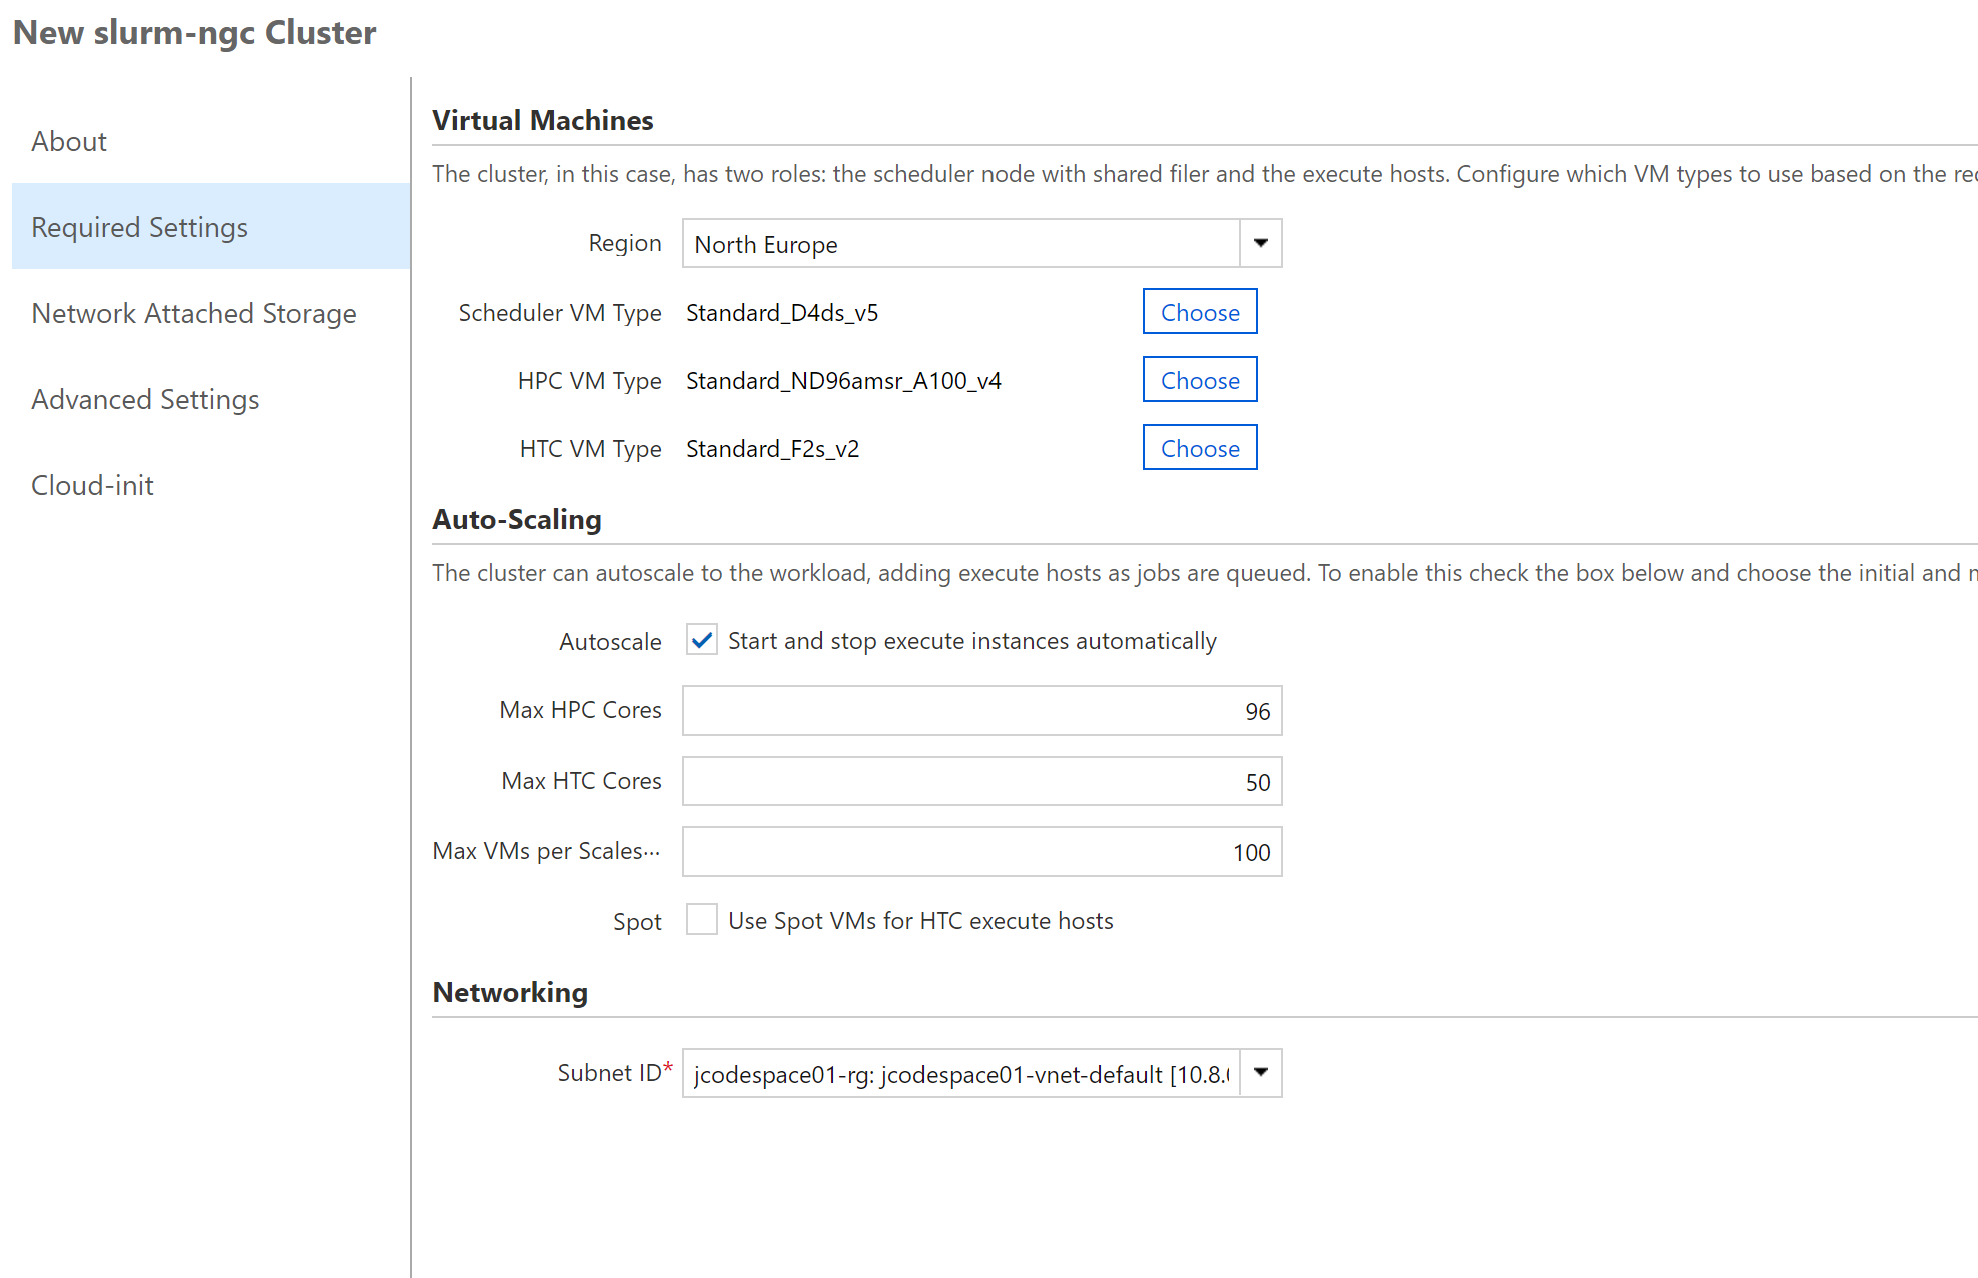 New slurm-ngc Cluster
About
Required Settings
Network Attached Storage
Advanced Settings
Cloud-init
Virtual Machines
The cluster, in this case, has two roles: the scheduler node with shared filer and the execute hosts. Configure which VM types to use based on the
Region North Europe
Scheduler VM Type Standard_D4ds_v5 Choose
HPC VM Type Standard_ND96amsr_A100_v4 Choose
HTC VM Type Standard_F2s_v2 Choose
Auto-Scaling
The cluster can autoscale to the workload, adding execute hosts as jobs are queued. To enable this check the box below and choose the initial and
Autoscale Start and stop execute instances automatically
Max HPC Cores 96
Max HTC Cores 50
Max VMs per Scales··· 100
Spot Use Spot VMs for HTC execute hosts
Networking
Subnet ID* jcodespace01-rg: jcodespace01-vnet-default [10.8.